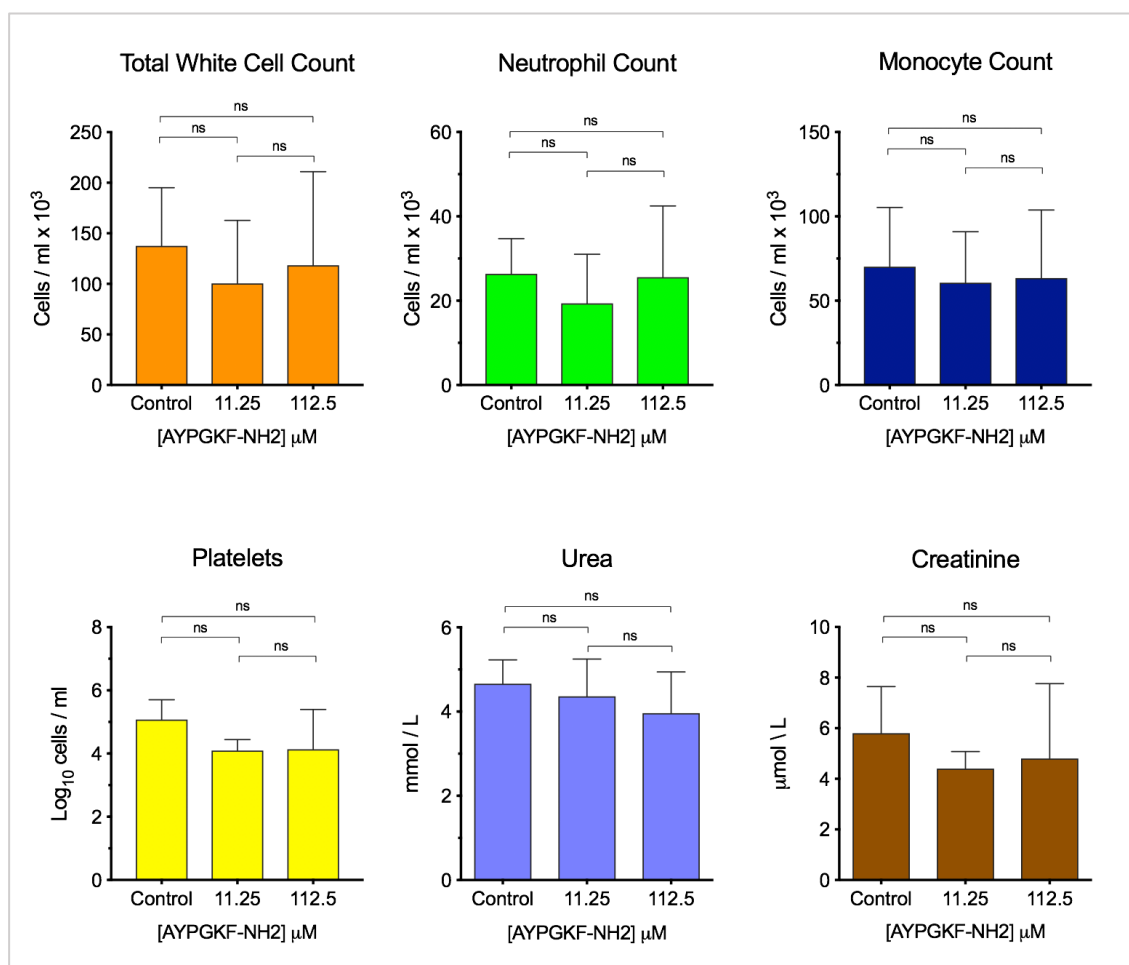 Total White Cell Count
ns
ns
ns
Cells / ml x 10³
250
200
150
100
50
0
Control 11.25 112.5
[AYPGKF-NH2] μM
Neutrophil Count
ns
ns
ns
Cells / ml x 10³
60
40
20
0
Control 11.25 112.5
[AYPGKF-NH2] μM
Monocyte Count
ns
ns
ns
Cells / ml x 10³
150
100
50
0
Control 11.25 112.5
[AYPGKF-NH2] μM
Platelets
ns
ns
ns
Log₁₀ cells / ml
8
6
4
2
0
Control 11.25 112.5
[AYPGKF-NH2] μM
Urea
ns
ns
ns
mmol / L
6
4
2
0
Control 11.25 112.5
[AYPGKF-NH2] μM
Creatinine
ns
ns
ns
μmol \ L
10
8
6
4
2
0
Control 11.25 112.5
[AYPGKF-NH2] μM